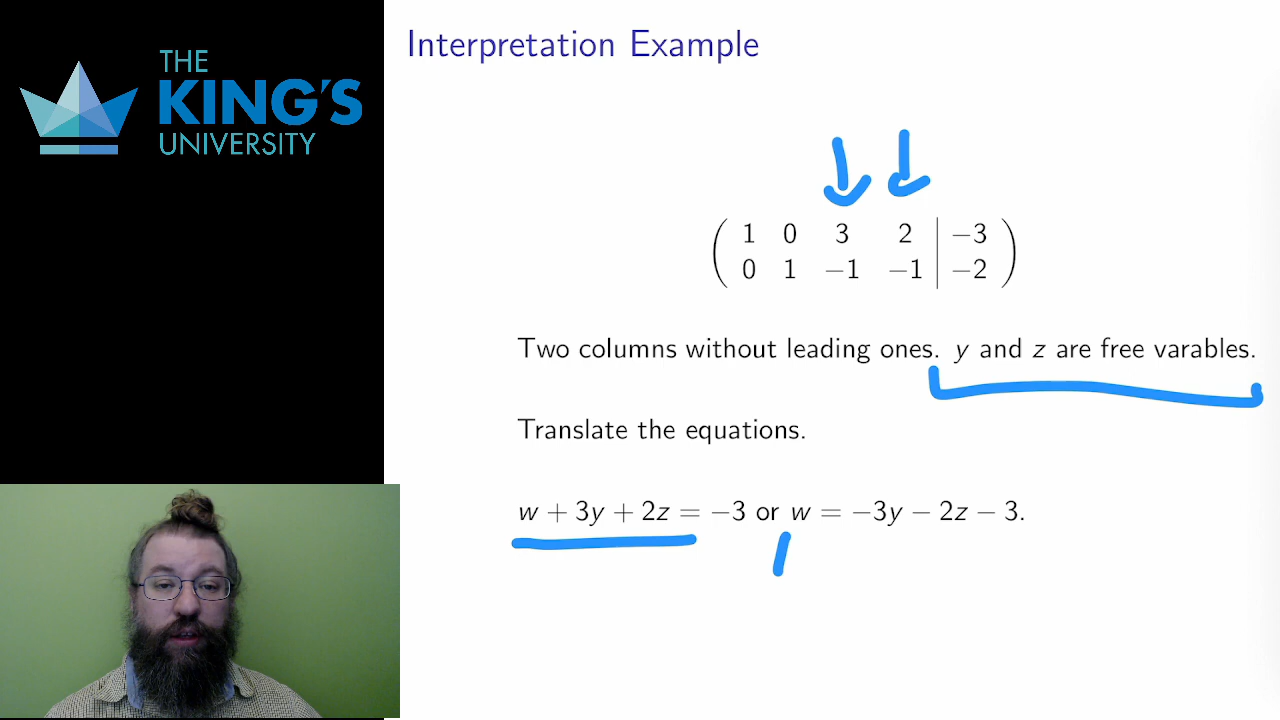 THE
KING'S
UNIVERSITY
Interpretation Example
1 0 3 2 | −3
0 1 −1 −1 | −2
Two columns without leading ones. y and z are free varables.
Translate the equations.
w + 3y + 2z = −3 or w = −3y − 2z − 3.